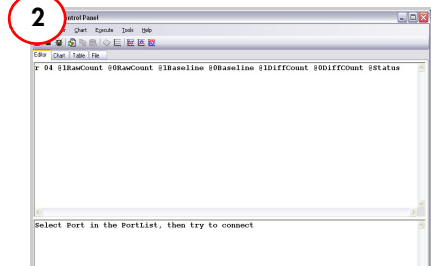 2
ntrol Panel
Chart Execute Tools Help
Editor Chart Table File
r 04 @1RawCount @0RawCount @1Baseline @0Baseline @1DiffCount @0DiffCOunt @Status
Select Port in the PortList, then try to connect